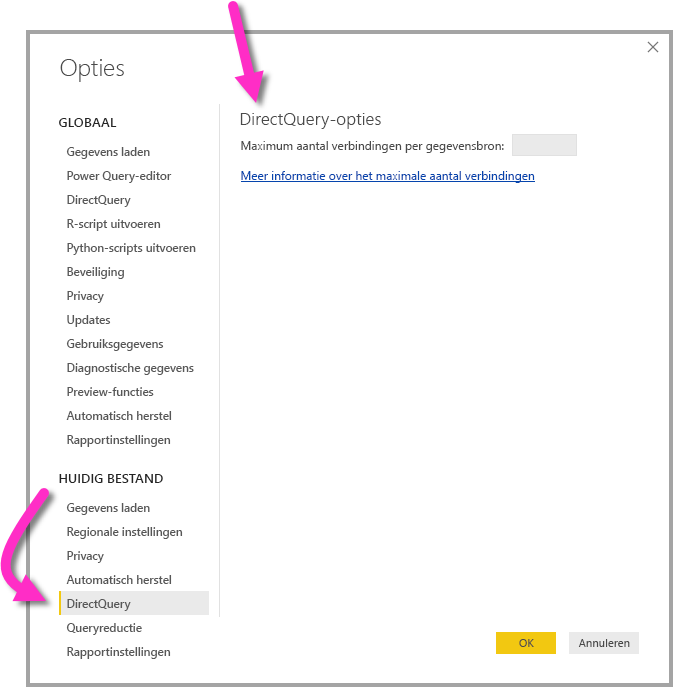 Opties
GLOBAAL
Gegevens laden
Power Query-editor
DirectQuery
R-script uitvoeren
Python-scripts uitvoeren
Beveiliging
Privacy
Updates
Gebruiksgegevens
Diagnostische gegevens
Preview-functies
Automatisch herstel
Rapportinstellingen
HUIDIG BESTAND
Gegevens laden
Regionale instellingen
Privacy
Automatisch herstel
DirectQuery
Queryreductie
Rapportinstellingen
DirectQuery-opties
Maximum aantal verbindingen per gegevensbron:
Meer informatie over het maximale aantal verbindingen
OK
Annuleren